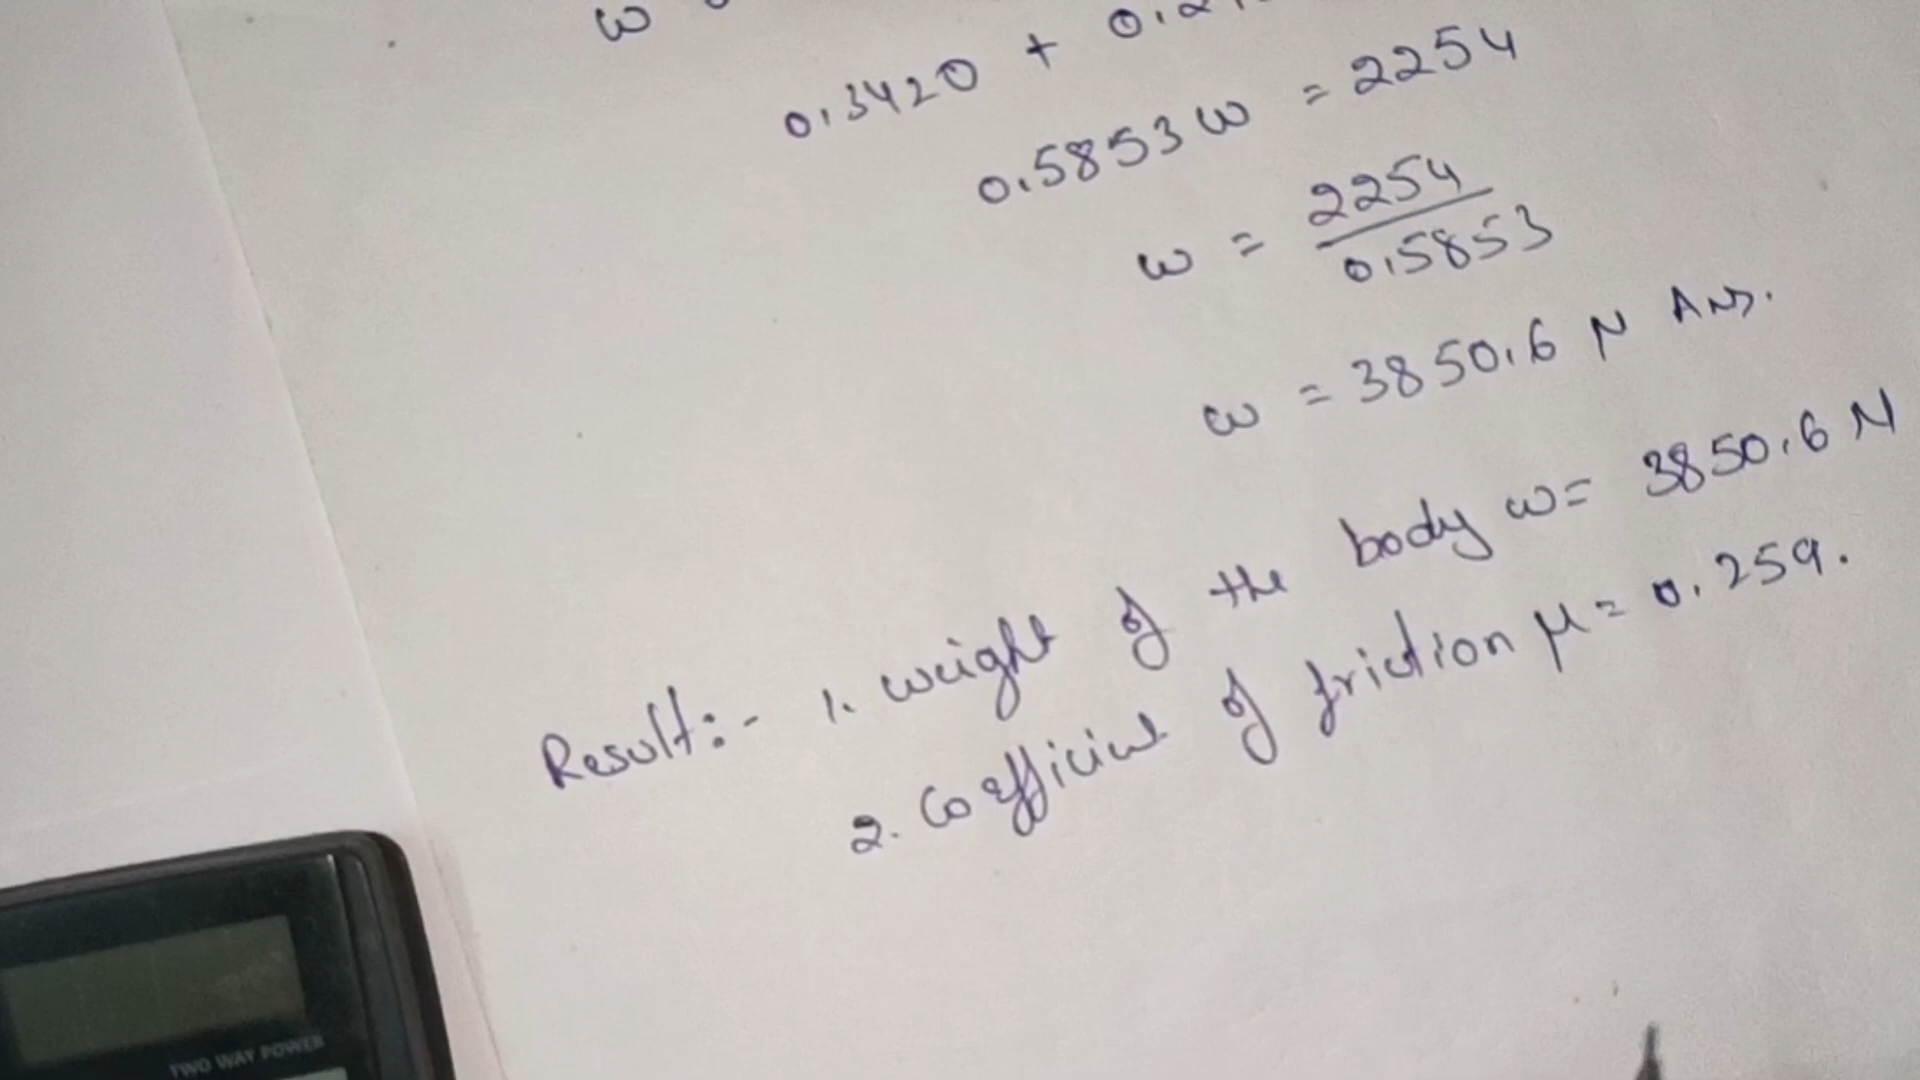 w
0.3420 +
0.5853 w = 2254
w = 2254 / 0.5853
w = 3850.6 N Ans.
Result:- 1. weight of the body w= 3850.6 N
2. Coefficient of friction μ = 0.259.
TWO WAY POWER